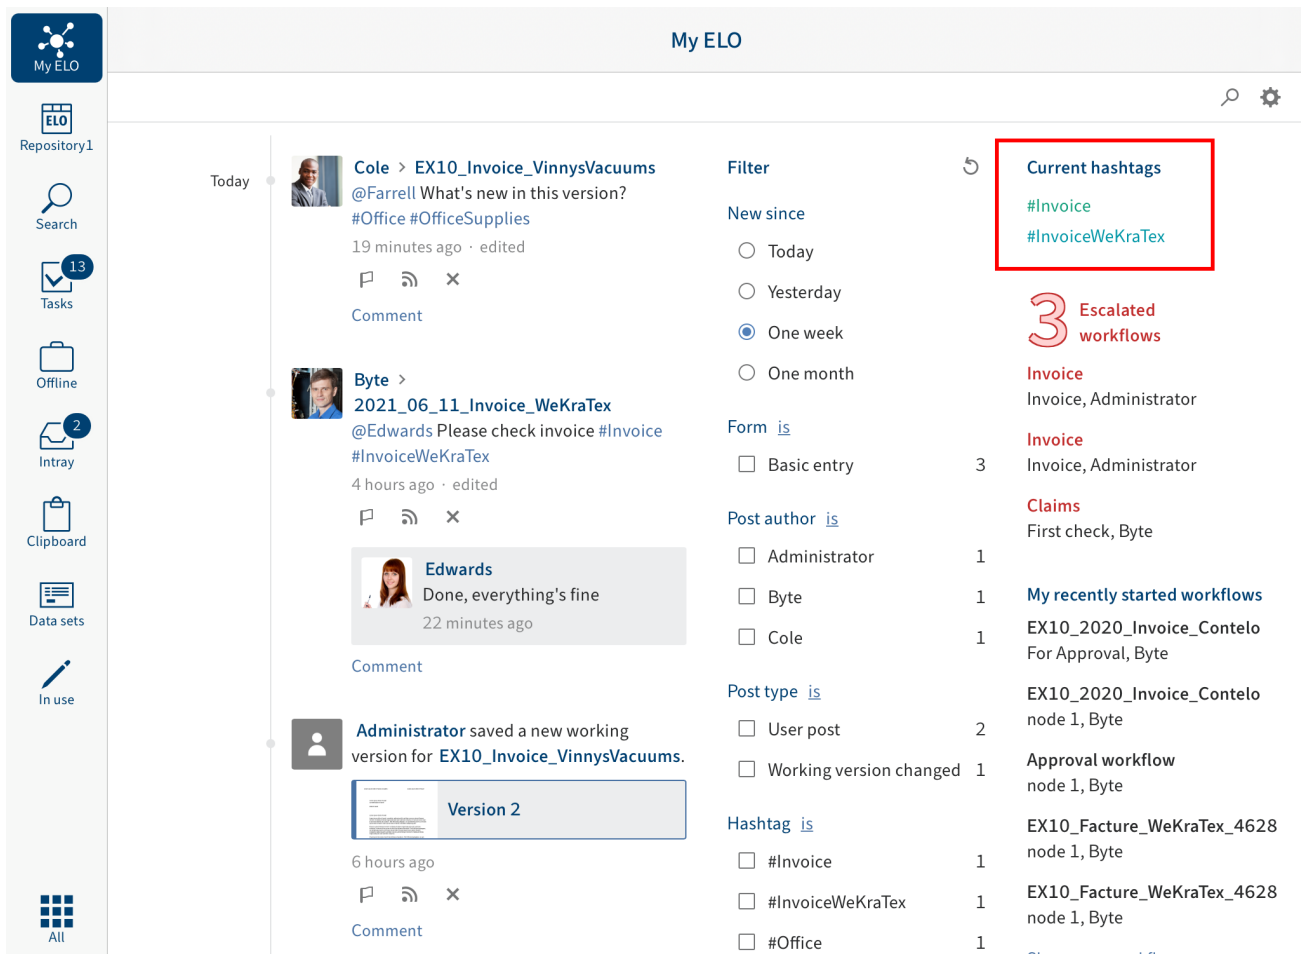 My ELO
My ELO
ELO
Repository1
Search
13
Tasks
Offline
2
Intray
Clipboard
Data sets
In use
All
Today
Cole > EX10_Invoice_VinnysVacuums
@Farrell What's new in this version?
#Office #OfficeSupplies
19 minutes ago · edited
Comment
Byte >
2021_06_11_Invoice_WeKraTex
@Edwards Please check invoice #Invoice
#InvoiceWeKraTex
4 hours ago · edited
Edwards
Done, everything's fine
22 minutes ago
Comment
Administrator saved a new working
version for EX10_Invoice_VinnysVacuums.
Version 2
6 hours ago
Comment
Filter
New since
Today
Yesterday
One week
One month
Form is
Basic entry 3
Post author is
Administrator 1
Byte 1
Cole 1
Post type is
User post 2
Working version changed 1
Hashtag is
#Invoice 1
#InvoiceWeKraTex 1
#Office 1
Current hashtags
#Invoice
#InvoiceWeKraTex
3 Escalated
workflows
Invoice
Invoice, Administrator
Invoice
Invoice, Administrator
Claims
First check, Byte
My recently started workflows
EX10_2020_Invoice_Contelo
For Approval, Byte
EX10_2020_Invoice_Contelo
node 1, Byte
Approval workflow
node 1, Byte
EX10_Facture_WeKraTex_4628
node 1, Byte
EX10_Facture_WeKraTex_4628
node 1, Byte